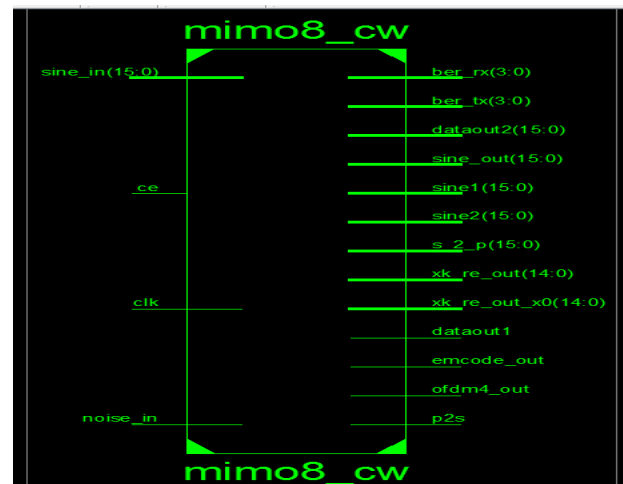 mimo8_cw
sine_in(15:0)
ber_rx(3:0)
ber_tx(3:0)
dataout2(15:0)
sine_out(15:0)
ce
sine1(15:0)
sine2(15:0)
s_2_p(15:0)
xk_re_out(14:0)
clk
xk_re_out_x0(14:0)
dataout1
emcode_out
ofdm4_out
noise_in
p2s
mimo8_cw